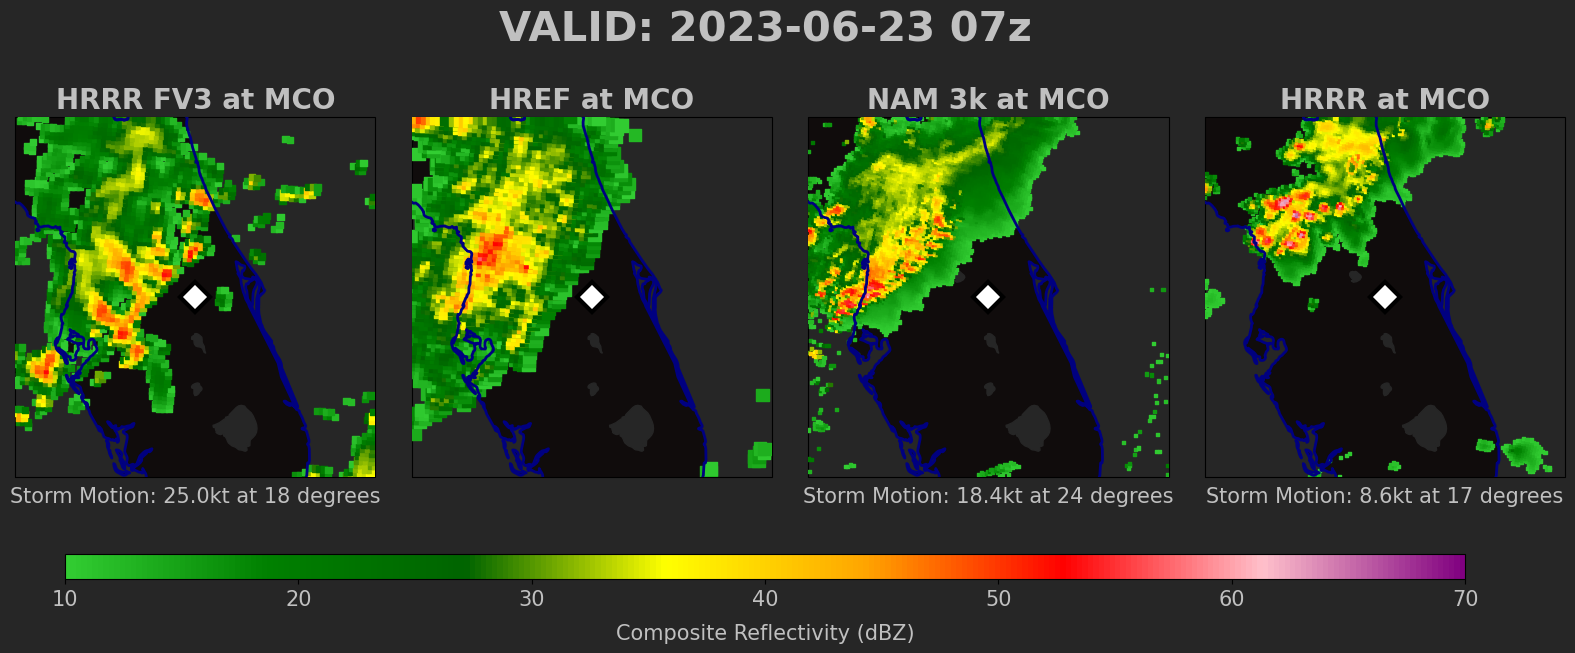 VALID: 2023-06-23 07z
HRRR FV3 at MCO
HREF at MCO
NAM 3k at MCO
HRRR at MCO
Storm Motion: 25.0kt at 18 degrees
Storm Motion: 18.4kt at 24 degrees
Storm Motion: 8.6kt at 17 degrees
10 20 30 40 50 60 70
Composite Reflectivity (dBZ)